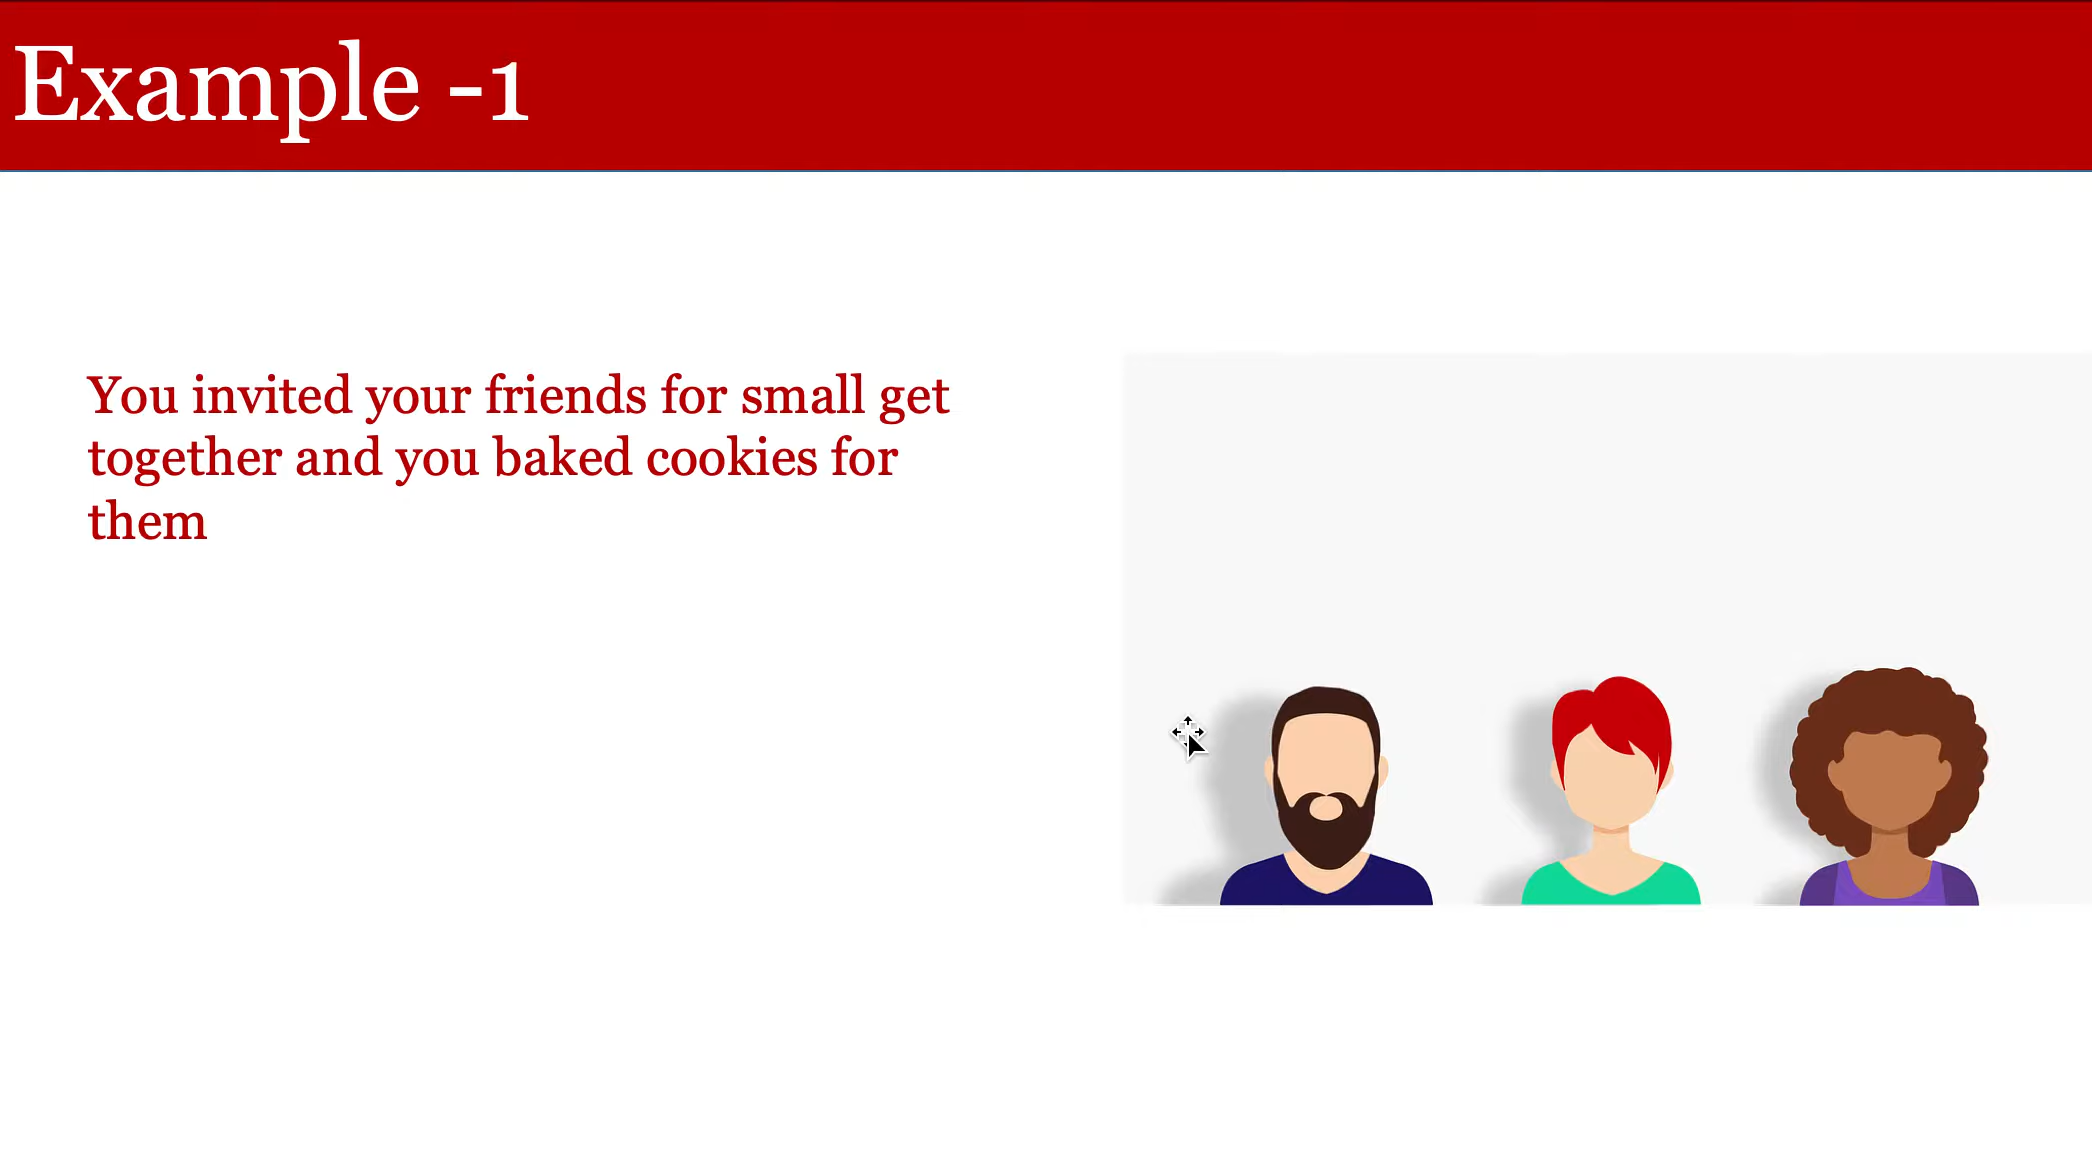 Example -1
You invited your friends for small get
together and you baked cookies for
them